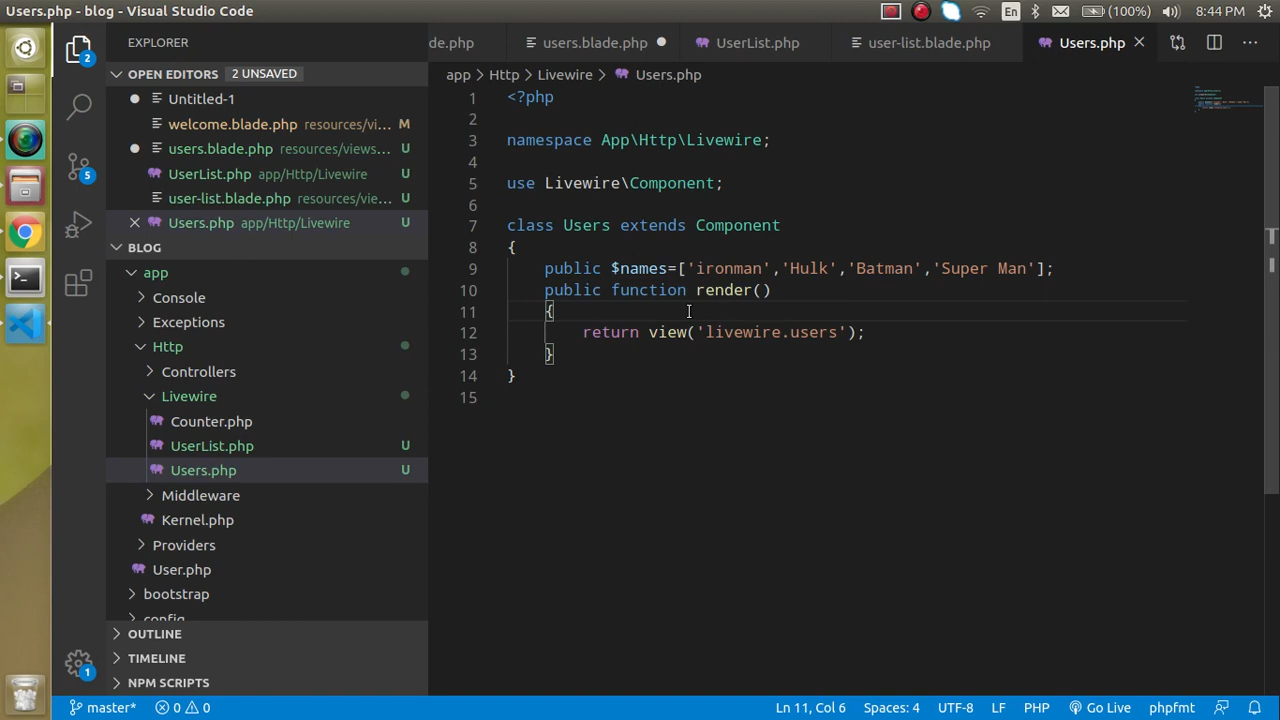 Users.php - blog - Visual Studio Code
En
(100%)
8:44 PM
EXPLORER
OPEN EDITORS 2 UNSAVED
Untitled-1
welcome.blade.php resources/vi... M
users.blade.php resources/views... U
UserList.php app/Http/Livewire U
user-list.blade.php resources/vie... U
Users.php app/Http/Livewire U
BLOG
app
Console
Exceptions
Http
Controllers
Livewire
Counter.php
UserList.php U
Users.php U
Middleware
Kernel.php
Providers
User.php
bootstrap
config
OUTLINE
TIMELINE
NPM SCRIPTS
2
5
1
de.php
users.blade.php
UserList.php
user-list.blade.php
Users.php
app > Http > Livewire > Users.php
1 <?php
2
3 namespace App\Http\Livewire;
4
5 use Livewire\Component;
6
7 class Users extends Component
8 {
9 public $names=['ironman','Hulk','Batman','Super Man'];
10 public function render()
11 {
12 return view('livewire.users');
13 }
14 }
15
master* 0 0 Ln 11, Col 6 Spaces: 4 UTF-8 LF PHP Go Live phpfmt